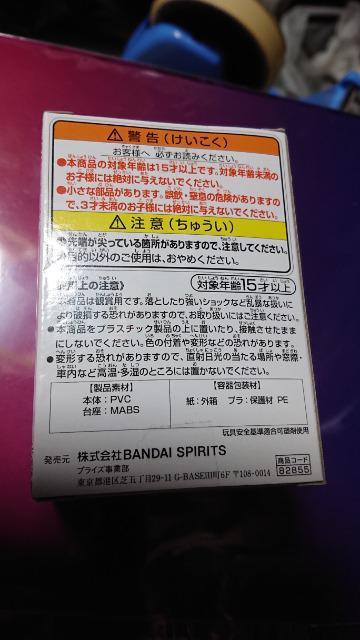 ⚠警告(けいこく)
お客様へ 必ずお読みください。
●本商品の対象年齢は15才以上です。対象年齢未満の
お子様には絶対に与えないでください。
●小さな部品があります。誤飲・窒息の危険がありますの
で、3才未満のお子様には絶対に与えないでください。
⚠注意(ちゅうい)
●先端が尖っている箇所がありますので、注意してください。
目的以外のご使用は、おやめください。
上の注意〉
対象年齢15才以上
本商品は観賞用です。落としたり強いショックなど乱暴な扱いに
より破損する恐れがありますので、お取り扱いにはご注意ください。
●本商品をプラスチック製品の上に置いたり、接触させたまま
にしないでください。色の付着や変形などの恐れがあります。
●変形する恐れがありますので、直射日光の当たる場所や窓際・
車内など高温・多湿のところには置かないでください。
【製品素材】
本体:PVC
台座:MABS
【容器包装材】
紙:外箱 プラ:保護材 PE
玩具安全基準適合可塑剤使用
発売元 株式会社BANDAI SPIRITS
プライズ事業部
東京都港区芝五丁目29-11 G-BASE田町6F 〒108-0014
商品コード
82855